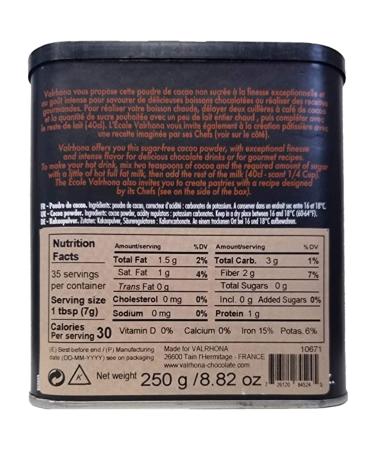 Valrhona vous propose cette poudre de cacao non sucrée à la finesse exceptionnelle et
au goût intense pour savourer de délicieuses boissons chocolatées ou réaliser des recettes
gourmandes. Pour réaliser votre boisson chaude, délayer deux cuillères à café de cacao
et la quantité de sucre souhaitée avec un peu de lait entier chaud, puis compléter avec
le reste de lait (40cl). L'École Valrhona vous invite également à la création pâtissière avec
une recette imaginée par ses Chefs (voir sur le côté).
Valrhona offers you this sugar-free cacao powder, with exceptional finesse
and intense flavor for delicious chocolate drinks or for gourmet recipes.
To make your hot drink, mix two teaspoons of cacao and the required amount of sugar
with a little of hot full fat milk, then add the rest of the milk (40cl - scant 1/4 Cup).
The École Valrhona also invites you to create pastries with a recipe designed
by its Chefs (see on the back of the tin).
FR - Poudre de cacao. Ingrédients : poudre de cacao, correcteur d'acidité : carbonates de potassium. A conserver dans un endroit sec entre 16 et 18°C.
UK - Cocoa powder. Ingredients: cocoa powder, acidity regulators : potassium carbonates. Keep in a dry place between 16 and 18°C (60-64°F).
Kakaopulver. Zutaten: Kakaopulver, Säureregulatoren: Kaliumcarbonate. An einem trockenen Ort bei 16 und 18°C lagern.
Nutrition
Facts
35 servings
per container
Serving size
1 tbsp (7g)
Calories
Per serving 30
Amount/serving %DV
Total Fat 1.5 g 2%
Sat. Fat 1 g 4%
Trans Fat 0 g
Cholesterol 0 mg 0%
Sodium 0 mg 0%
Amount/serving %DV
Total Carb. 3 g 1%
Fiber 2 g 7%
Total Sugars 0 g
Incl. 0 g Added Sugars 0%
Protein 1 g
Vitamin D 0% Calcium 0% Iron 15% Potas. 6%
(E) Best before end / (P) Manufacturing
date (DD-MM-YYYY) see on packaging
Made for VALRHONA 10671
26600 Tain l'Hermitage - FRANCE
www.valrhona-chocolate.com
Net weight 250 g / 8.82 oz